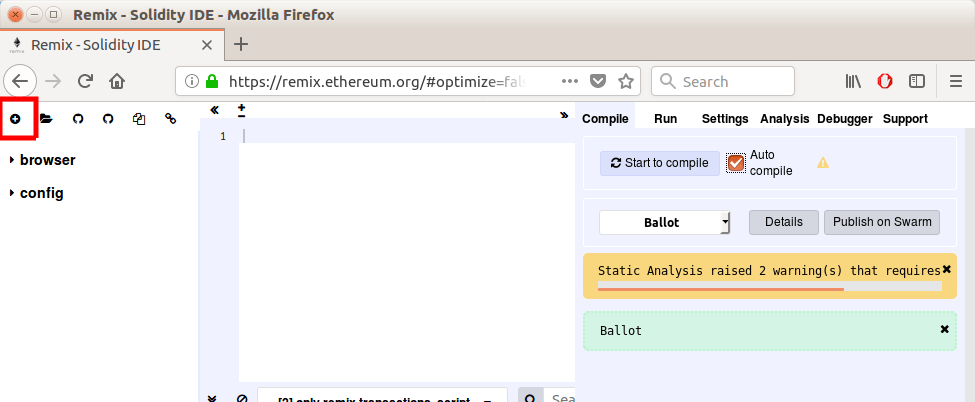 Remix - Solidity IDE - Mozilla Firefox
Remix - Solidity IDE
https://remix.ethereum.org/#optimize=fal
Search
Compile Run Settings Analysis Debugger Support
browser
config
1
Start to compile
Auto compile
Ballot
Details
Publish on Swarm
Static Analysis raised 2 warning(s) that requires
Ballot
[2] only remix transactions, script
Sea